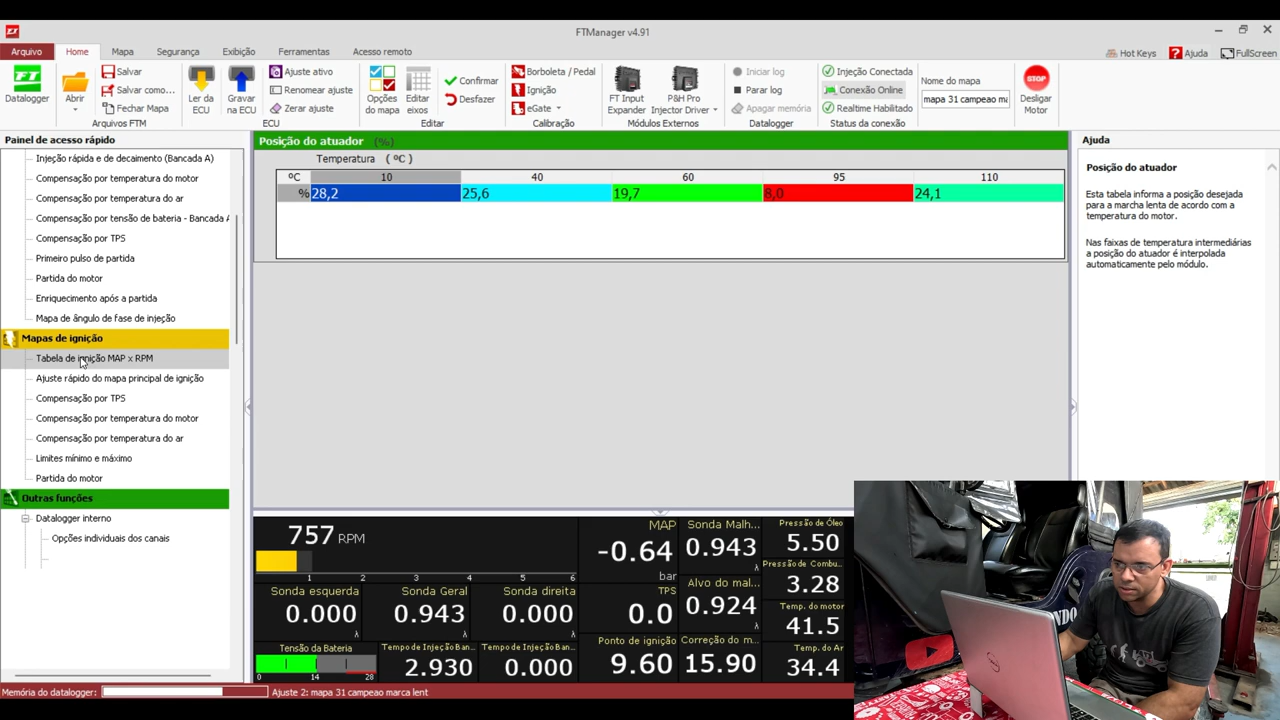 FTManager v4.91
Arquivo Home Mapa Segurança Exibição Ferramentas Acesso remoto
Hot Keys Ajuda FullScreen
FT
Datalogger
Abrir
Salvar
Salvar como...
Fechar Mapa
Arquivos FTM
Ler da ECU
Gravar na ECU
Ajuste ativo
Renomear ajuste
Zerar ajuste
ECU
Opções do mapa
Editar eixos
Confirmar
Desfazer
Editar
Borboleta / Pedal
Ignição
eGate
Calibração
FT Input Expander
P&H Pro Injector Driver
Módulos Externos
Iniciar log
Parar log
Apagar memória
Datalogger
Injeção Conectada
Conexão Online
Realtime Habilitado
Status da conexão
Nome do mapa
mapa 31 campeao ma
STOP
Desligar Motor
Painel de acesso rápido
Injeção rápida e de decaimento (Bancada A)
Compensação por temperatura do motor
Compensação por temperatura do ar
Compensação por tensão de bateria - Bancada A
Compensação por TPS
Primeiro pulso de partida
Partida do motor
Enriquecimento após a partida
Mapa de ângulo de fase de injeção
Mapas de ignição
Tabela de ignição MAP x RPM
Ajuste rápido do mapa principal de ignição
Compensação por TPS
Compensação por temperatura do motor
Compensação por temperatura do ar
Limites mínimo e máximo
Partida do motor
Outras funções
Datalogger interno
Opções individuais dos canais
Posição do atuador (%)
Temperatura (ºC)
ºC 10 40 60 95 110
% 28,2 25,6 19,7 8,0 24,1
Ajuda
Posição do atuador
Esta tabela informa a posição desejada
para a marcha lenta de acordo com a
temperatura do motor.
Nas faixas de temperatura intermediárias
a posição do atuador é interpolada
automaticamente pelo módulo.
757 RPM
1 2 3 4 5 6
MAP
-0.64
bar
Sonda Malh...
0.943
λ
Pressão de Óleo
5.50
Sonda esquerda
0.000
λ
Sonda Geral
0.943
λ
Sonda direita
0.000
λ
TPS
0.0
Alvo do mal...
0.924
λ
Pressão de Combu...
3.28
Temp. do motor
41.5
Tensão da Bateria
0 14 28
Tempo de Injeção Ban...
2.930
Tempo de Injeção Ban...
0.000
Ponto de ignição
9.60
Correção do m...
15.90
Temp. do Ar
34.4
Memória do datalogger:
Ajuste 2: mapa 31 campeao marca lent